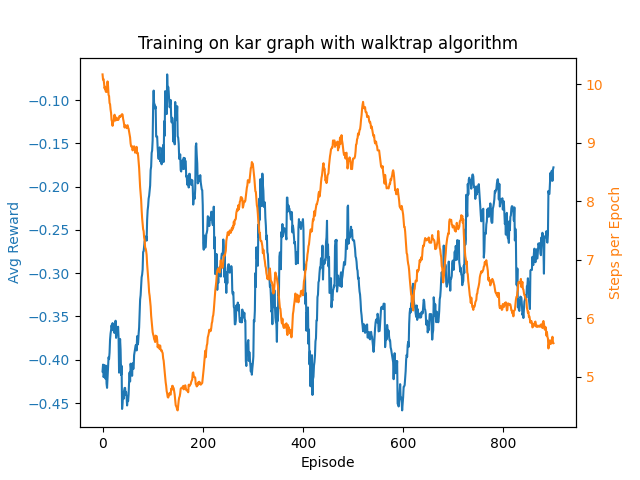 Training on kar graph with walktrap algorithm
−0.10
−0.15
−0.20
−0.25
−0.30
−0.35
−0.40
−0.45
Avg Reward
10
9
8
7
6
5
Steps per Epoch
0 200 400 600 800
Episode